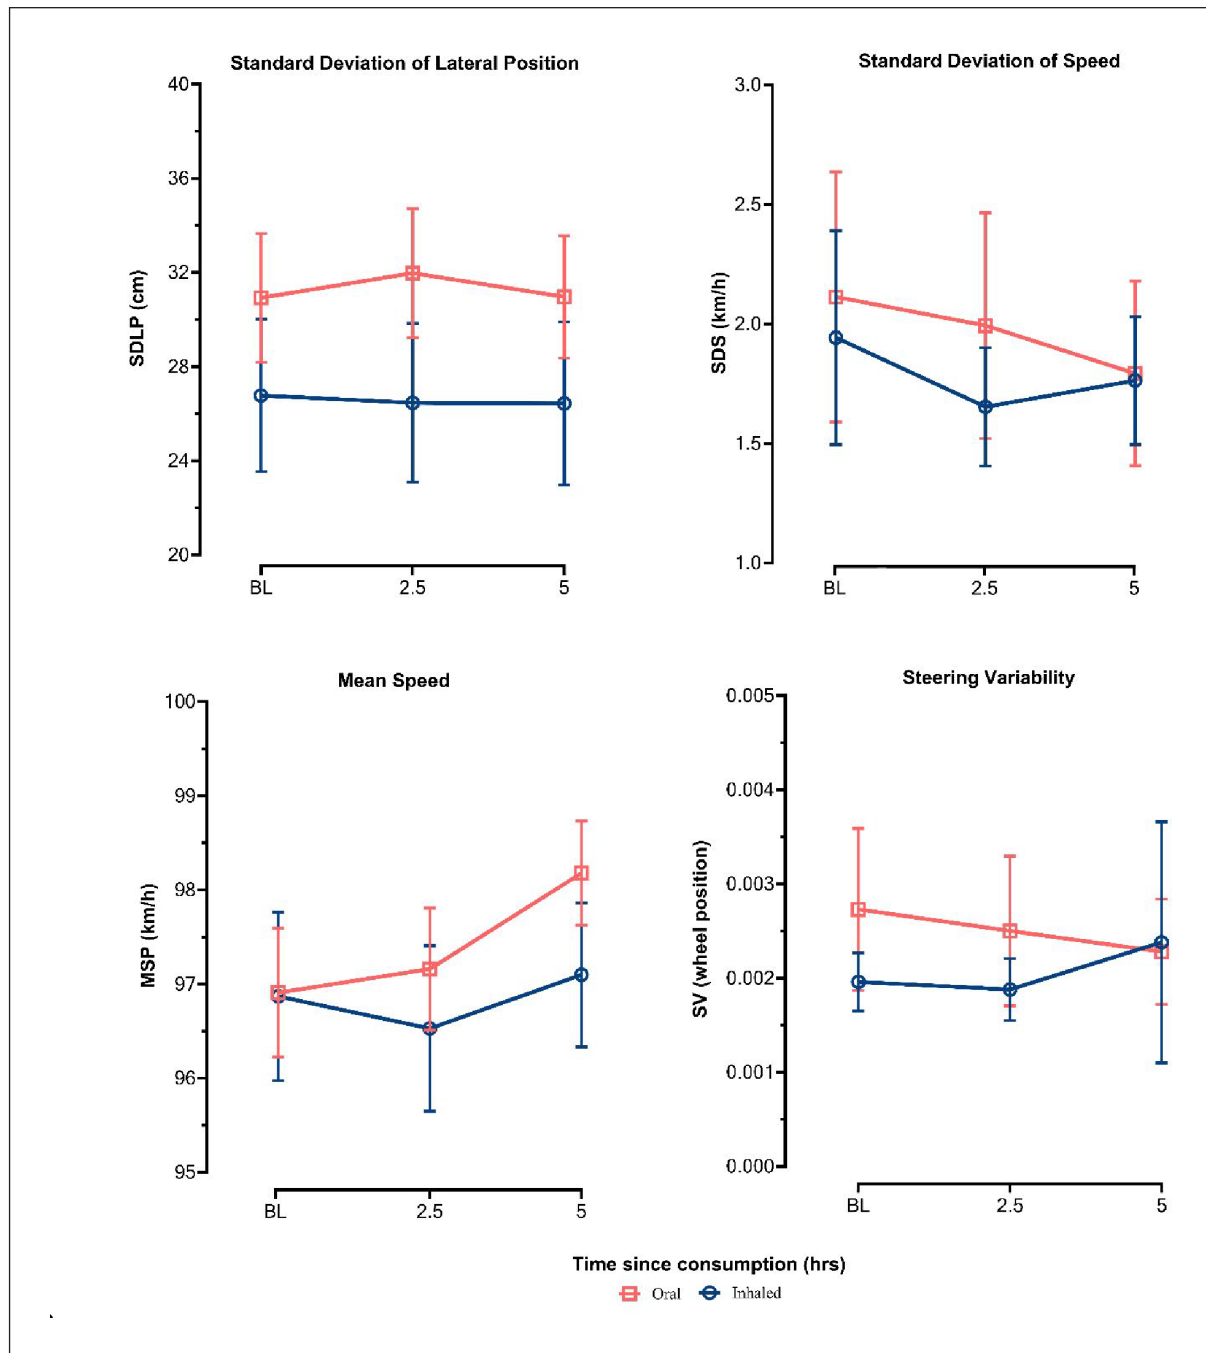 Standard Deviation of Lateral Position
40
36
32
28
24
20
SDLP (cm)
BL
2.5
5
Standard Deviation of Speed
3.0
2.5
2.0
1.5
1.0
SDS (km/h)
BL
2.5
5
Mean Speed
100
99
98
97
96
95
MSP (km/h)
BL
2.5
5
Steering Variability
0.005
0.004
0.003
0.002
0.001
0.000
SV (wheel position)
BL
2.5
5
Time since consumption (hrs)
Oral Inhaled